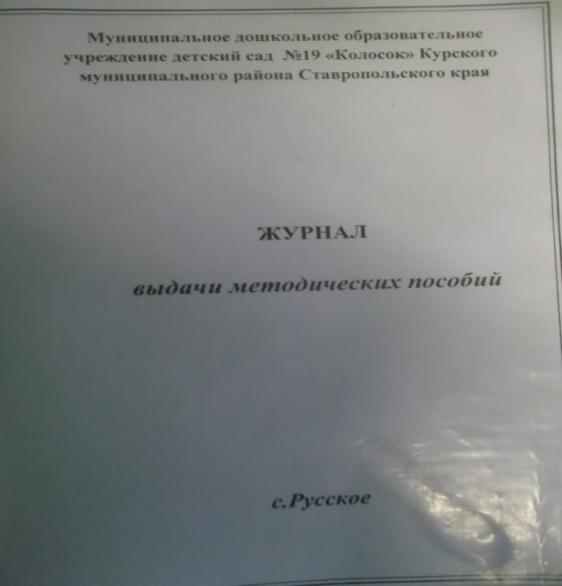 Муниципальное дошкольное образовательное
учреждение детский сад №19 «Колосок» Курского
муниципального района Ставропольского края
ЖУРНАЛ
выдачи методических пособий
с.Русское